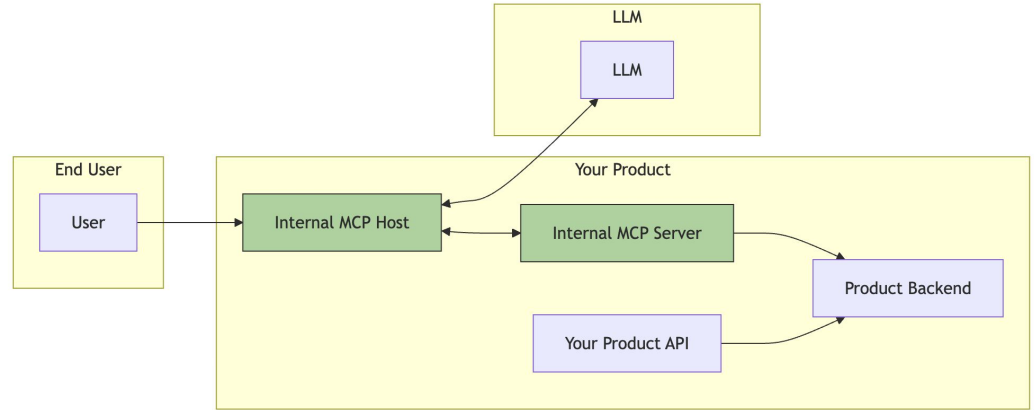 LLM
LLM
End User
User
Your Product
Internal MCP Host
Internal MCP Server
Product Backend
Your Product API